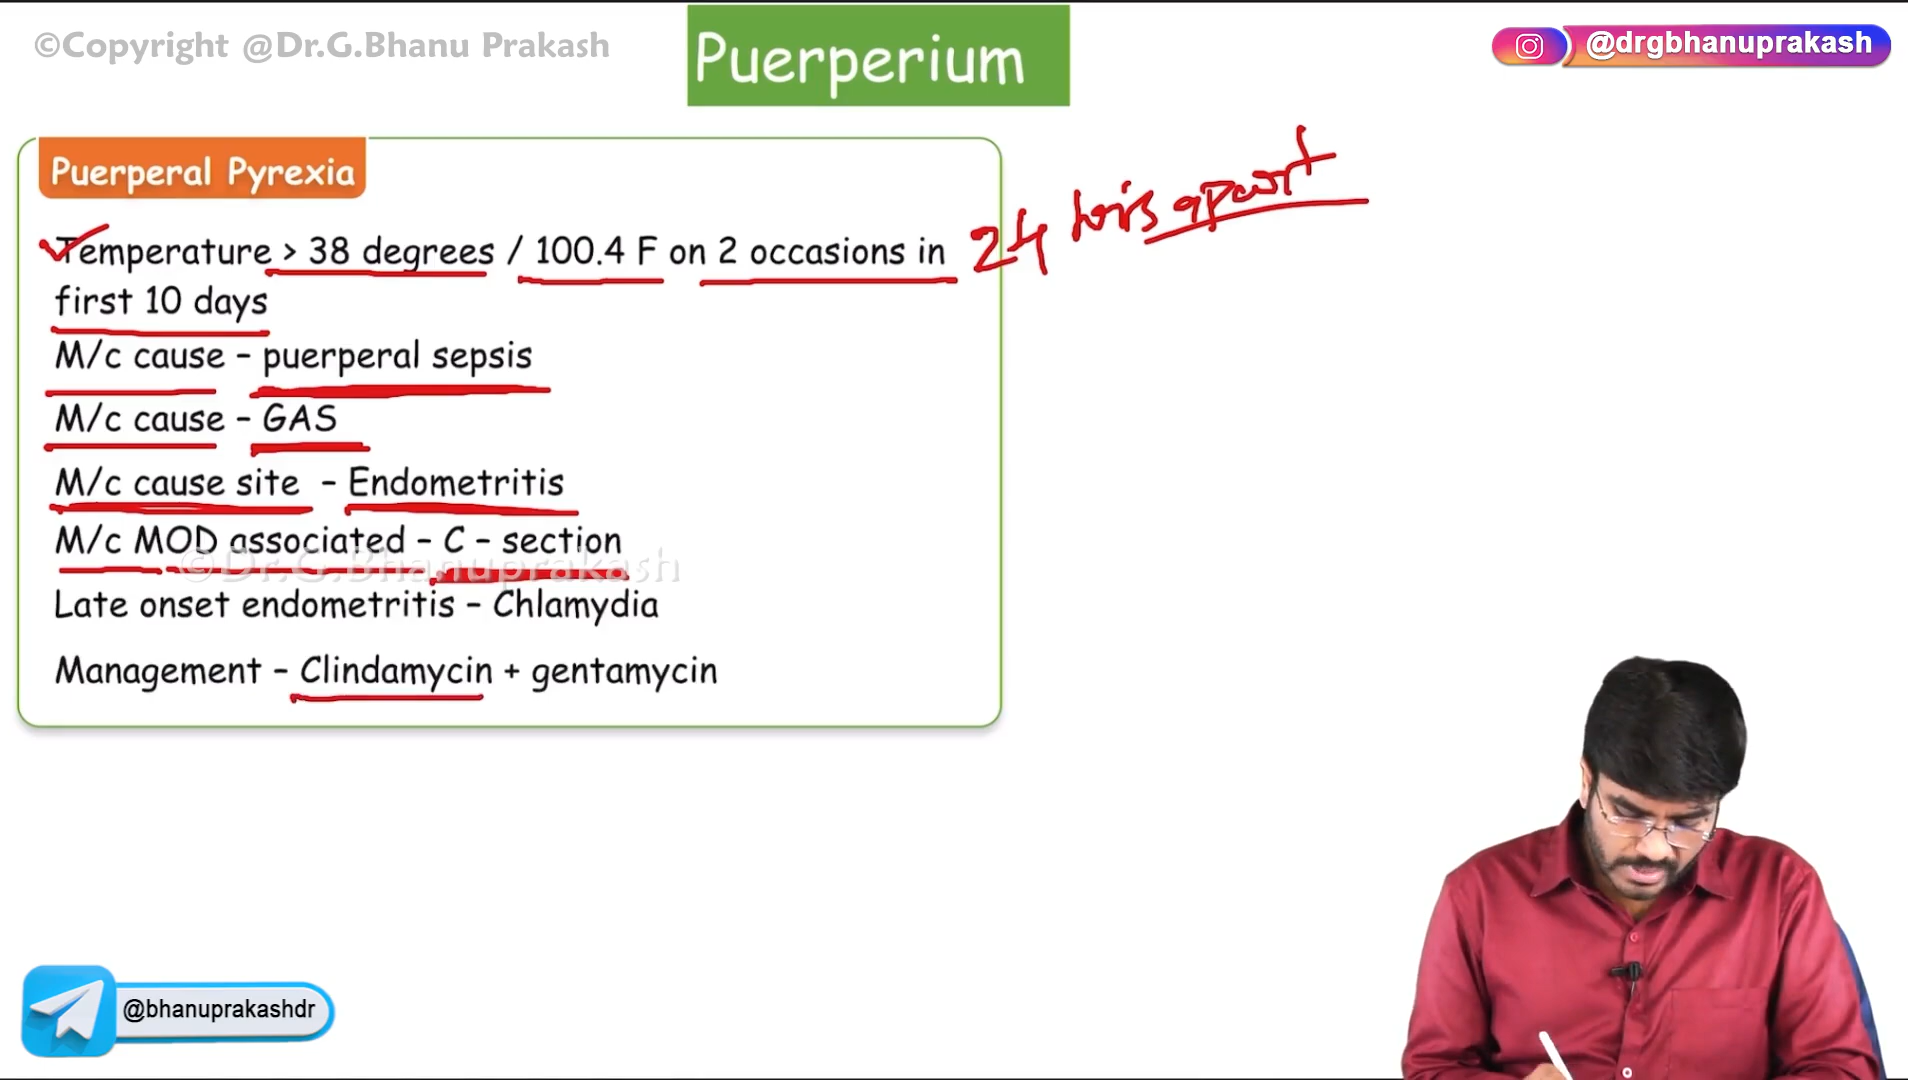 ©Copyright @Dr.G.Bhanu Prakash
Puerperium
@drgbhanuprakash
Puerperal Pyrexia
Temperature > 38 degrees / 100.4 F on 2 occasions in 24 hrs apart
first 10 days
M/c cause – puerperal sepsis
M/c cause – GAS
M/c cause site – Endometritis
M/c MOD associated – C – section
©Dr.G.Bhanuprakash
Late onset endometritis – Chlamydia
Management – Clindamycin + gentamycin
@bhanuprakashdr